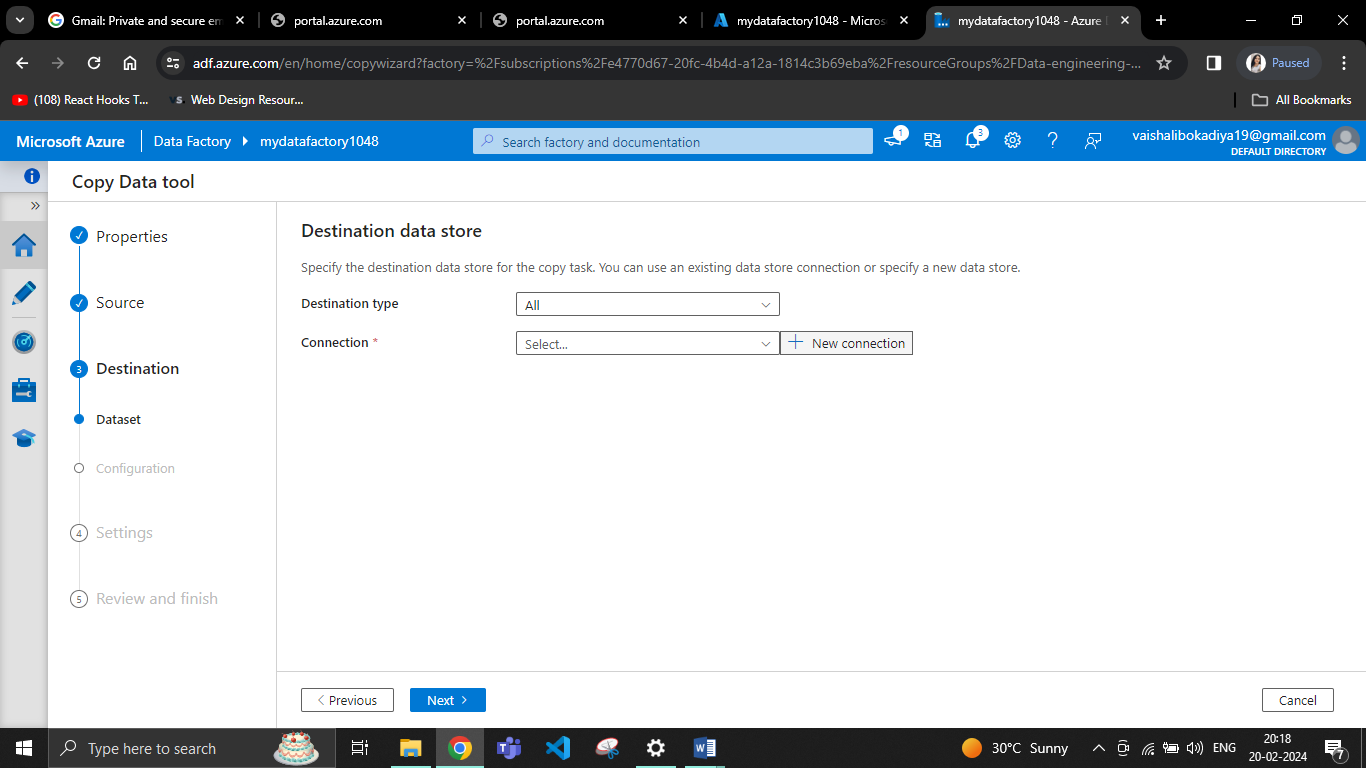 Gmail: Private and secure em
portal.azure.com
portal.azure.com
mydatafactory1048 - Micros
mydatafactory1048 - Azure
adf.azure.com/en/home/copywizard?factory=%2Fsubscriptions%2Fe4770d67-20fc-4b4d-a12a-1814c3b69eba%2FresourceGroups%2FData-engineering-...
Paused
(108) React Hooks T...
VS
Web Design Resour...
All Bookmarks
Microsoft Azure
Data Factory
mydatafactory1048
Search factory and documentation
1
3
vaishalibokadiya19@gmail.com
DEFAULT DIRECTORY
Copy Data tool
Properties
Source
3 Destination
Dataset
Configuration
4 Settings
5 Review and finish
Destination data store
Specify the destination data store for the copy task. You can use an existing data store connection or specify a new data store.
Destination type
All
Connection *
Select...
New connection
< Previous
Next >
Cancel
Type here to search
30°C Sunny
ENG
20:18
20-02-2024
7